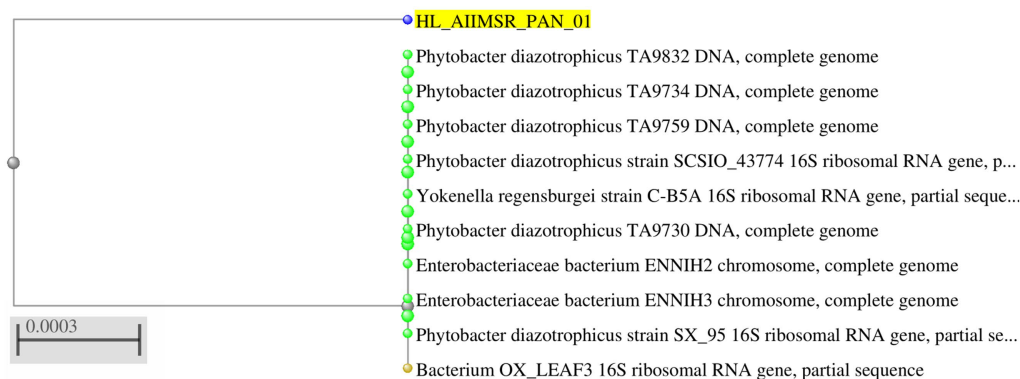 HL_AIIMSR_PAN_01
Phytobacter diazotrophicus TA9832 DNA, complete genome
Phytobacter diazotrophicus TA9734 DNA, complete genome
Phytobacter diazotrophicus TA9759 DNA, complete genome
Phytobacter diazotrophicus strain SCSIO_43774 16S ribosomal RNA gene, p...
Yokenella regensburgei strain C-B5A 16S ribosomal RNA gene, partial seque...
Phytobacter diazotrophicus TA9730 DNA, complete genome
Enterobacteriaceae bacterium ENNIH2 chromosome, complete genome
Enterobacteriaceae bacterium ENNIH3 chromosome, complete genome
Phytobacter diazotrophicus strain SX_95 16S ribosomal RNA gene, partial se...
Bacterium OX_LEAF3 16S ribosomal RNA gene, partial sequence
0.0003